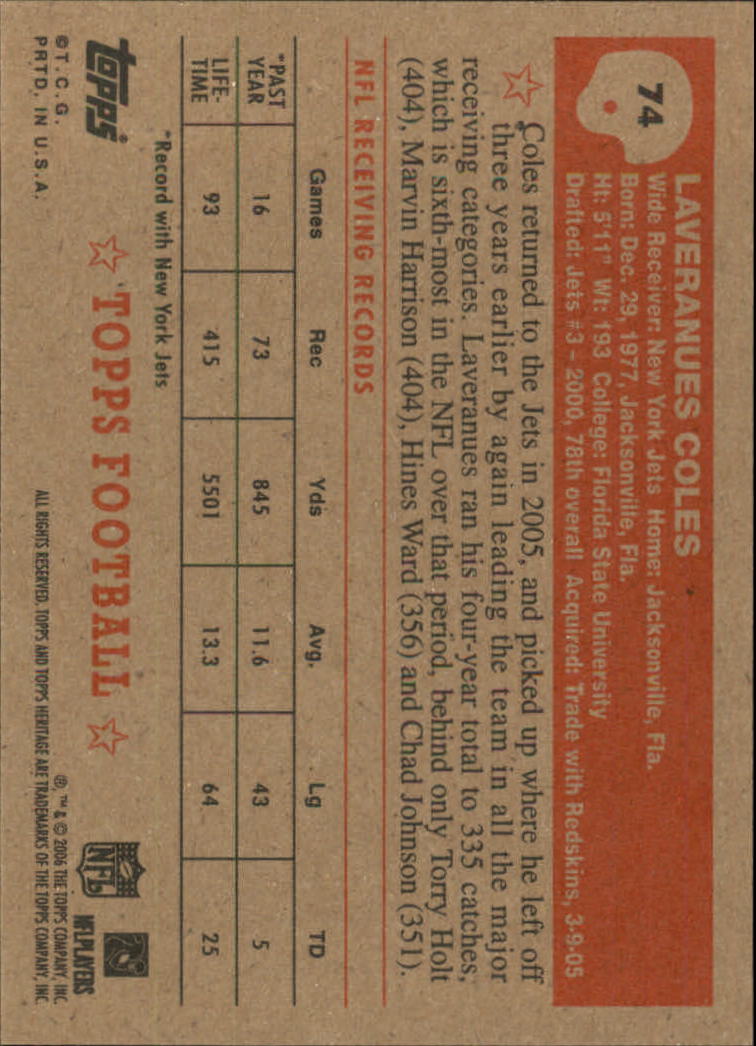 74
LAVERANUES COLES
Wide Receiver: New York Jets Home: Jacksonville, Fla.
Born: Dec. 29, 1977, Jacksonville, Fla.
Ht: 5'11" Wt: 193 College: Florida State University
Drafted: Jets #3 - 2000, 78th overall Acquired: Trade with Redskins, 3-9-05
Coles returned to the Jets in 2005, and picked up where he left off
three years earlier by again leading the team in all the major
receiving categories. Laveranues ran his four-year total to 335 catches,
which is sixth-most in the NFL over that period, behind only Torry Holt
(404), Marvin Harrison (404), Hines Ward (356) and Chad Johnson (351).
NFL RECEIVING RECORDS
Games Rec Yds Avg. Lg TD
*PAST YEAR 16 73 845 11.6 43 5
LIFE-TIME 93 415 5501 13.3 64 25
*Record with New York Jets
topps®
©T.C.G.
PRTD. IN U.S.A.
TOPPS FOOTBALL
NFL
NFLPLAYERS
®, ™ & © 2006 THE TOPPS COMPANY, INC.
ALL RIGHTS RESERVED. TOPPS AND TOPPS HERITAGE ARE TRADEMARKS OF THE TOPPS COMPANY, INC.